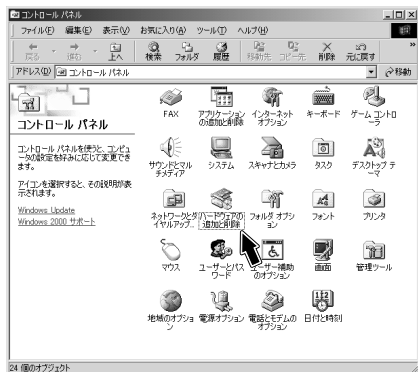 コントロール パネル
ファイル(F) 編集(E) 表示(V) お気に入り(A) ツール(T) ヘルプ(H)
戻る 進む 上へ 検索 フォルダ 履歴 移動先 コピー先 削除 元に戻す
アドレス(D) コントロール パネル 移動
コントロール パネル
コントロール パネルを使うと、コンピュ
ータの設定を好みに応じて変更でき
ます。
アイコンを選択すると、その説明が表
示されます。
Windows Update
Windows 2000 サポート
FAX
アプリケーション
の追加と削除
インターネット
オプション
キーボード
ゲーム コントロ
ーラ
サウンドとマル
チメディア
システム
スキャナとカメラ
タスク
デスクトップ テ
ーマ
ネットワークとダ
イヤルアップ...
ハードウェアの
追加と削除
フォルダ オプシ
ョン
フォント
プリンタ
マウス
ユーザーとパス
ワード
ユーザー補助
のオプション
画面
管理ツール
地域のオプショ
ン
電源オプション
電話とモデムの
オプション
日付と時刻
24 個のオブジェクト